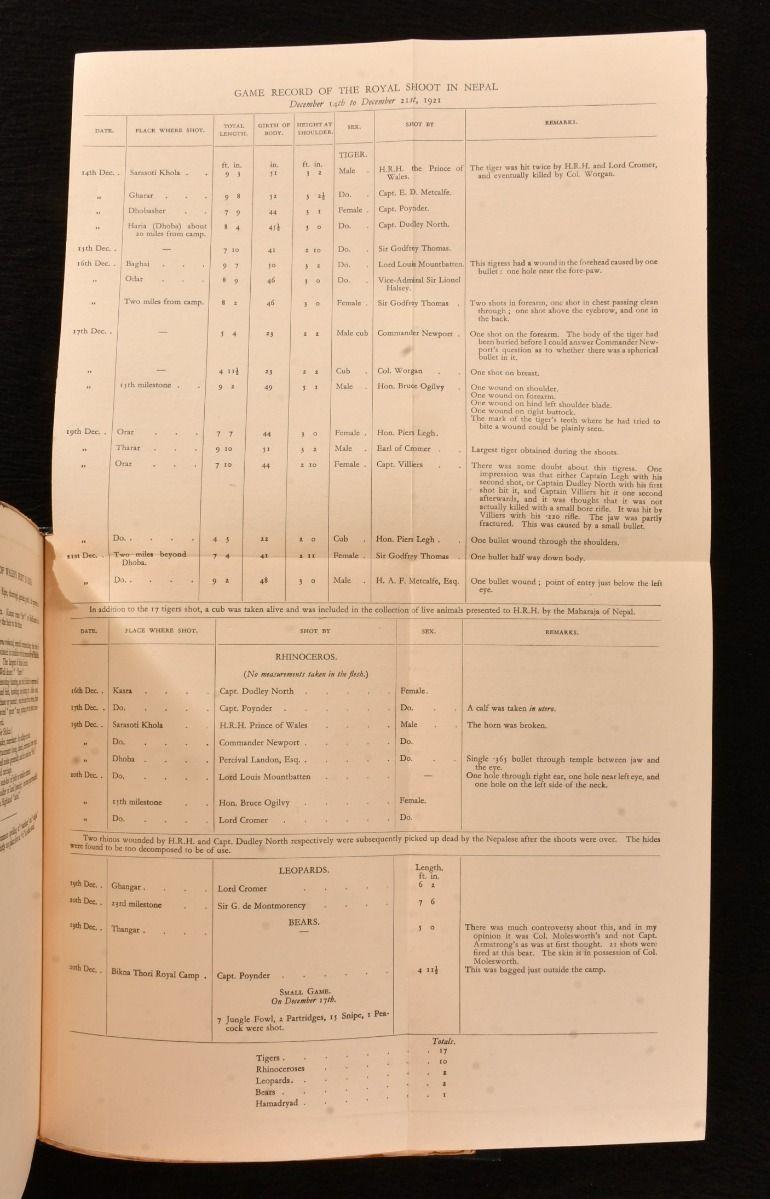 GAME RECORD OF THE ROYAL SHOOT IN NEPAL
December 14th to December 21st, 1921
DATE. PLACE WHERE SHOT. TOTAL LENGTH. GIRTH OF BODY. HEIGHT AT SHOULDER. SEX. SHOT BY REMARKS.
TIGER.
ft. in. in. ft. in.
14th Dec. . Sarasoti Khola . . 9 3 51 3 2 Male . H.R.H. the Prince of Wales. The tiger was hit twice by H.R.H. and Lord Cromer,
and eventually killed by Col. Worgan.
„ Gharar . . . 9 8 52 3 2½ Do. Capt. E. D. Metcalfe.
„ Dhobasher . . 7 9 44 3 1 Female . Capt. Poynder.
„ Haria (Dhoba) about 8 4 45½ 3 0 Do. Capt. Dudley North.
20 miles from camp.
15th Dec. . — 7 10 41 2 10 Do. Sir Godfrey Thomas.
16th Dec. . Baghai . . . 9 7 50 3 2 Do. Lord Louis Mountbatten. This tigress had a wound in the forehead caused by one
bullet : one hole near the fore-paw.
„ Odar . . . 8 9 46 3 0 Do. Vice-Admiral Sir Lionel
Halsey.
„ Two miles from camp. 8 2 46 3 0 Female . Sir Godfrey Thomas . Two shots in forearm, one shot in chest passing clean
through ; one shot above the eyebrow, and one in
the back.
17th Dec. . — 5 4 23 2 2 Male cub Commander Newport . One shot on the forearm. The body of the tiger had
been buried before I could answer Commander New-
port's question as to whether there was a spherical
bullet in it.
„ — 4 11½ 23 2 2 Cub . Col. Worgan . . One shot on breast.
„ 15th milestone . . 9 2 49 3 1 Male . Hon. Bruce Ogilvy . One wound on shoulder.
One wound on forearm.
One wound on hind left shoulder blade.
One wound on right buttock.
The mark of the tiger's teeth where he had tried to
bite a wound could be plainly seen.
19th Dec. . Orar . . . 7 7 44 3 0 Female . Hon. Piers Legh.
„ Tharar . . . 9 10 51 3 2 Male . Earl of Cromer . . Largest tiger obtained during the shoots.
„ Orar . . . 7 10 44 2 10 Female . Capt. Villiers . . There was some doubt about this tigress. One
impression was that either Captain Legh with his
second shot, or Captain Dudley North with his first
shot hit it, and Captain Villiers hit it one second
afterwards, and it was thought that it was not
actually killed with a small bore rifle. It was hit by
Villiers with his ·220 rifle. The jaw was partly
fractured. This was caused by a small bullet.
„ Do. . . . . 4 5 22 2 0 Cub . Hon. Piers Legh . . One bullet wound through the shoulders.
21st Dec. . Two miles beyond 7 4 41 2 11 Female . Sir Godfrey Thomas . One bullet half way down body.
Dhoba.
„ Do. . . . . 9 2 48 3 0 Male . H. A. F. Metcalfe, Esq. One bullet wound ; point of entry just below the left
eye.
In addition to the 17 tigers shot, a cub was taken alive and was included in the collection of live animals presented to H.R.H. by the Maharaja of Nepal.
DATE. PLACE WHERE SHOT. SHOT BY SEX. REMARKS.
RHINOCEROS.
(No measurements taken in the flesh.)
16th Dec. . Kasra . . . . Capt. Dudley North . . . . . Female.
17th Dec. . Do. . . . . Capt. Poynder . . . . . Do. . . A calf was taken in utero.
19th Dec. . Sarasoti Khola . H.R.H. Prince of Wales . . . . Male . . The horn was broken.
„ Do. . . . . Commander Newport . . . . . Do.
„ Dhoba . . . . Percival Landon, Esq. . . . . . Do. . . Single ·365 bullet through temple between jaw and
the eye.
20th Dec. . Do. . . . . Lord Louis Mountbatten . . . . — One hole through right ear, one hole near left eye, and
one hole on the left side of the neck.
„ 15th milestone . . Hon. Bruce Ogilvy . . . . . Female.
„ Do. . . . . Lord Cromer . . . . . Do.
Two rhinos wounded by H.R.H. and Capt. Dudley North respectively were subsequently picked up dead by the Nepalese after the shoots were over. The hides
were found to be too decomposed to be of use.
LEOPARDS. Length.
ft. in.
19th Dec. . Ghangar . . . . Lord Cromer . . . . 6 2
20th Dec. . 23rd milestone . . Sir G. de Montmorency . . . . 7 6
BEARS.
19th Dec. . Thangar . . . . — 5 0 There was much controversy about this, and in my
opinion it was Col. Molesworth's and not Capt.
Armstrong's as was at first thought. 22 shots were
fired at this bear. The skin is in possession of Col.
Molesworth.
20th Dec. . Bikna Thori Royal Camp . Capt. Poynder . . . . . 4 11½ This was bagged just outside the camp.
SMALL GAME.
On December 17th.
7 Jungle Fowl, 2 Partridges, 15 Snipe, 1 Pea-
cock were shot.
Totals.
Tigers . . . . . . . 17
Rhinoceroses . . . . . . 10
Leopards. . . . . . . 2
Bears . . . . . . . 2
Hamadryad . . . . . . 1